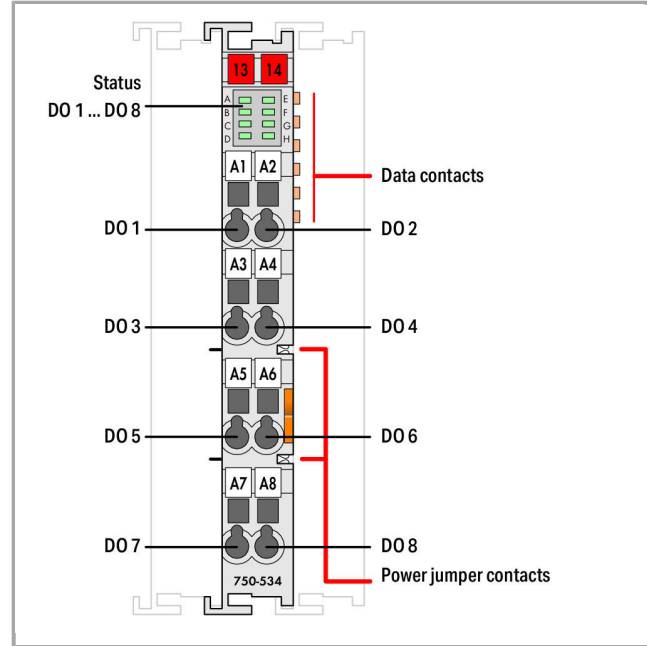 13 14
Status
DO 1 ... DO 8
A E
B F
C G
D H
A1 A2
Data contacts
DO 1 DO 2
A3 A4
DO 3 DO 4
A5 A6
DO 5 DO 6
A7 A8
DO 7 DO 8
750-534
Power jumper contacts